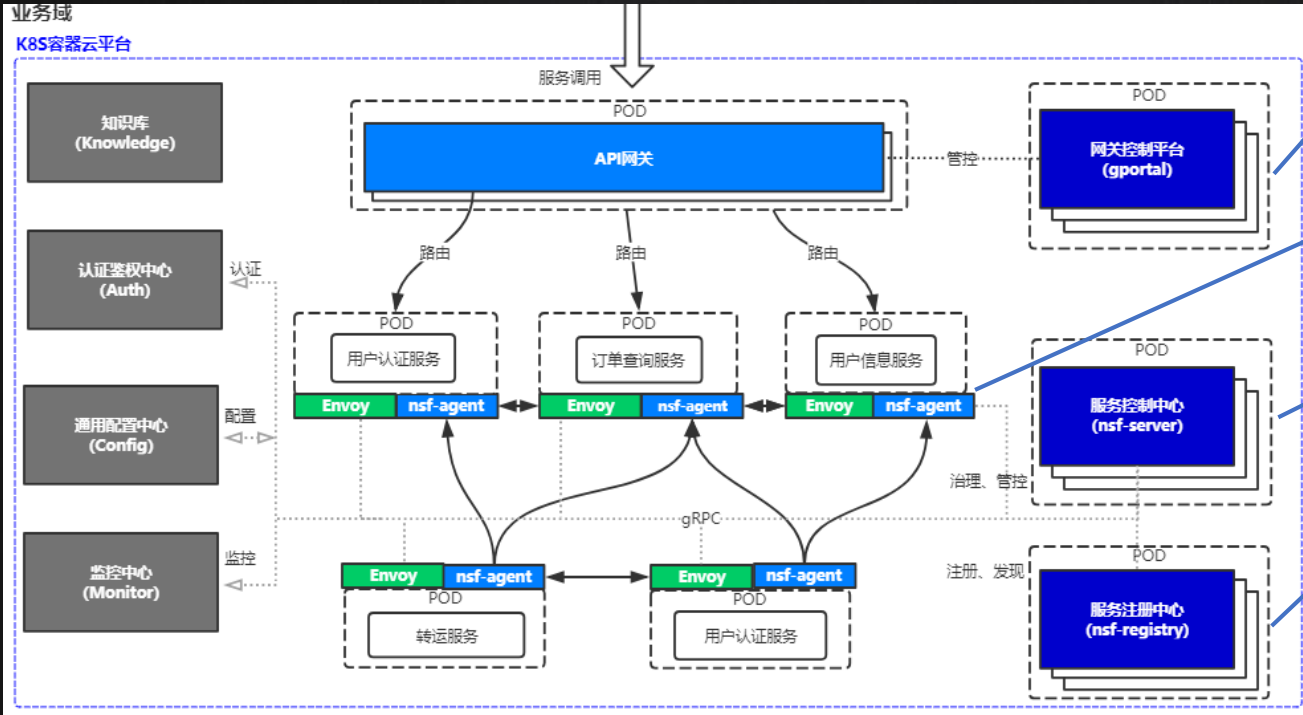 业务域
K8S容器云平台
服务调用
POD
API网关
管控
POD
网关控制平台
(gportal)
知识库
(Knowledge)
认证鉴权中心
(Auth)
认证
路由
路由
路由
POD
用户认证服务
Envoy
nsf-agent
POD
订单查询服务
Envoy
nsf-agent
POD
用户信息服务
Envoy
nsf-agent
POD
服务控制中心
(nsf-server)
通用配置中心
(Config)
配置
治理、管控
gRPC
监控中心
(Monitor)
监控
Envoy
nsf-agent
POD
转运服务
Envoy
nsf-agent
POD
用户认证服务
注册、发现
POD
服务注册中心
(nsf-registry)